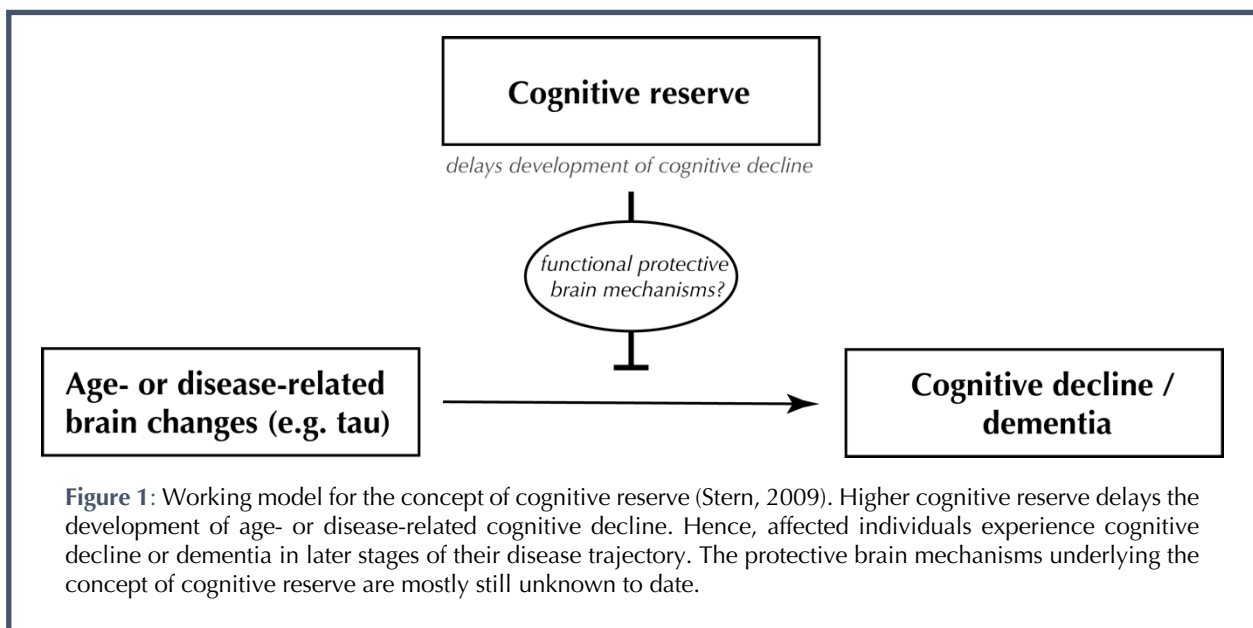 Cognitive reserve
delays development of cognitive decline
functional protective
brain mechanisms?
Age- or disease-related
brain changes (e.g. tau)
Cognitive decline /
dementia
Figure 1: Working model for the concept of cognitive reserve (Stern, 2009). Higher cognitive reserve delays the
development of age- or disease-related cognitive decline. Hence, affected individuals experience cognitive
decline or dementia in later stages of their disease trajectory. The protective brain mechanisms underlying the
concept of cognitive reserve are mostly still unknown to date.